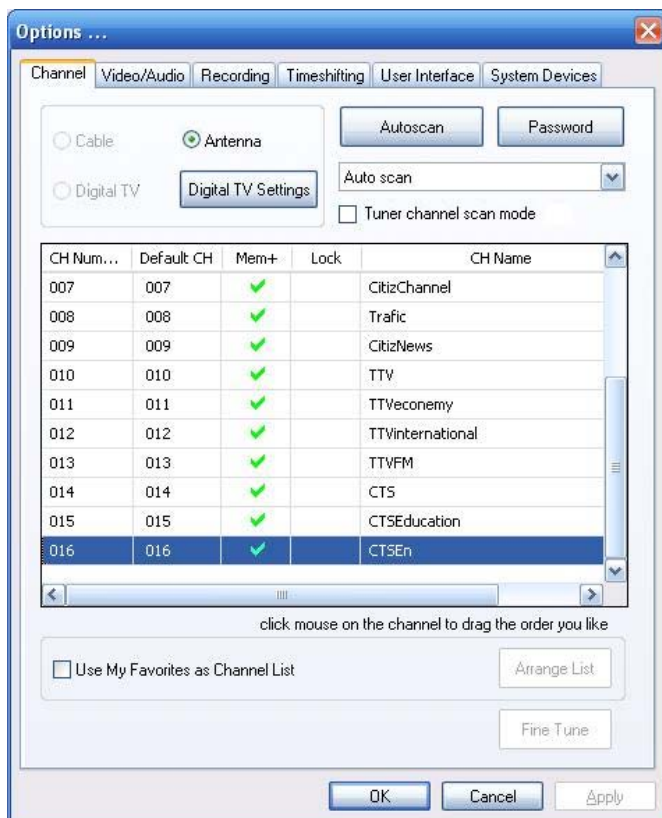 Options ...
Channel Video/Audio Recording Timeshifting User Interface System Devices
Cable Antenna Autoscan Password
Digital TV Digital TV Settings Auto scan
Tuner channel scan mode
CH Num... Default CH Mem+ Lock CH Name
007 007 CitizChannel
008 008 Trafic
009 009 CitizNews
010 010 TTV
011 011 TTVeconemy
012 012 TTVinternational
013 013 TTVFM
014 014 CTS
015 015 CTSEducation
016 016 CTSEn
click mouse on the channel to drag the order you like
Use My Favorites as Channel List Arrange List
Fine Tune
OK Cancel Apply